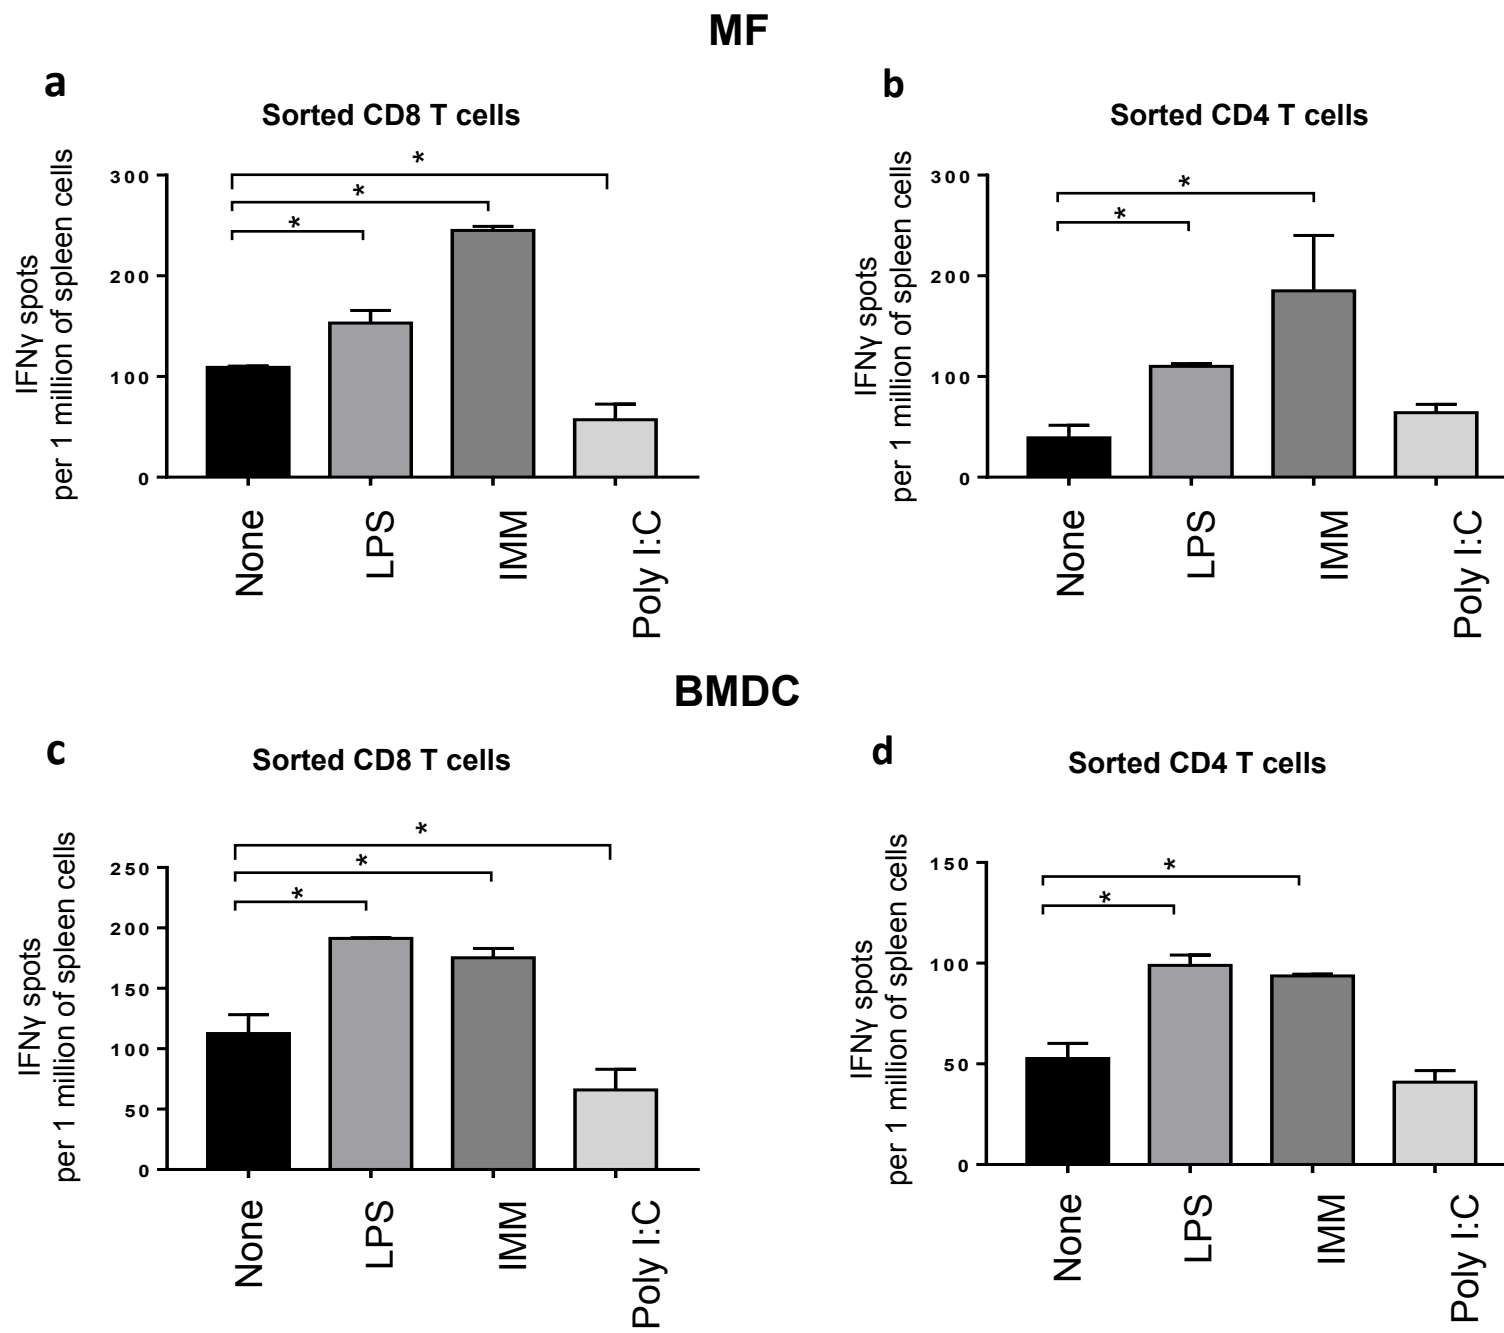 MF
a
Sorted CD8 T cells
IFNγ spots
per 1 million of spleen cells
300
200
100
0
*
*
*
None
LPS
IMM
Poly I:C
b
Sorted CD4 T cells
IFNγ spots
per 1 million of spleen cells
300
200
100
0
*
*
None
LPS
IMM
Poly I:C
BMDC
c
Sorted CD8 T cells
IFNγ spots
per 1 million of spleen cells
250
200
150
100
50
0
*
*
*
None
LPS
IMM
Poly I:C
d
Sorted CD4 T cells
IFNγ spots
per 1 million of spleen cells
150
100
50
0
*
*
None
LPS
IMM
Poly I:C